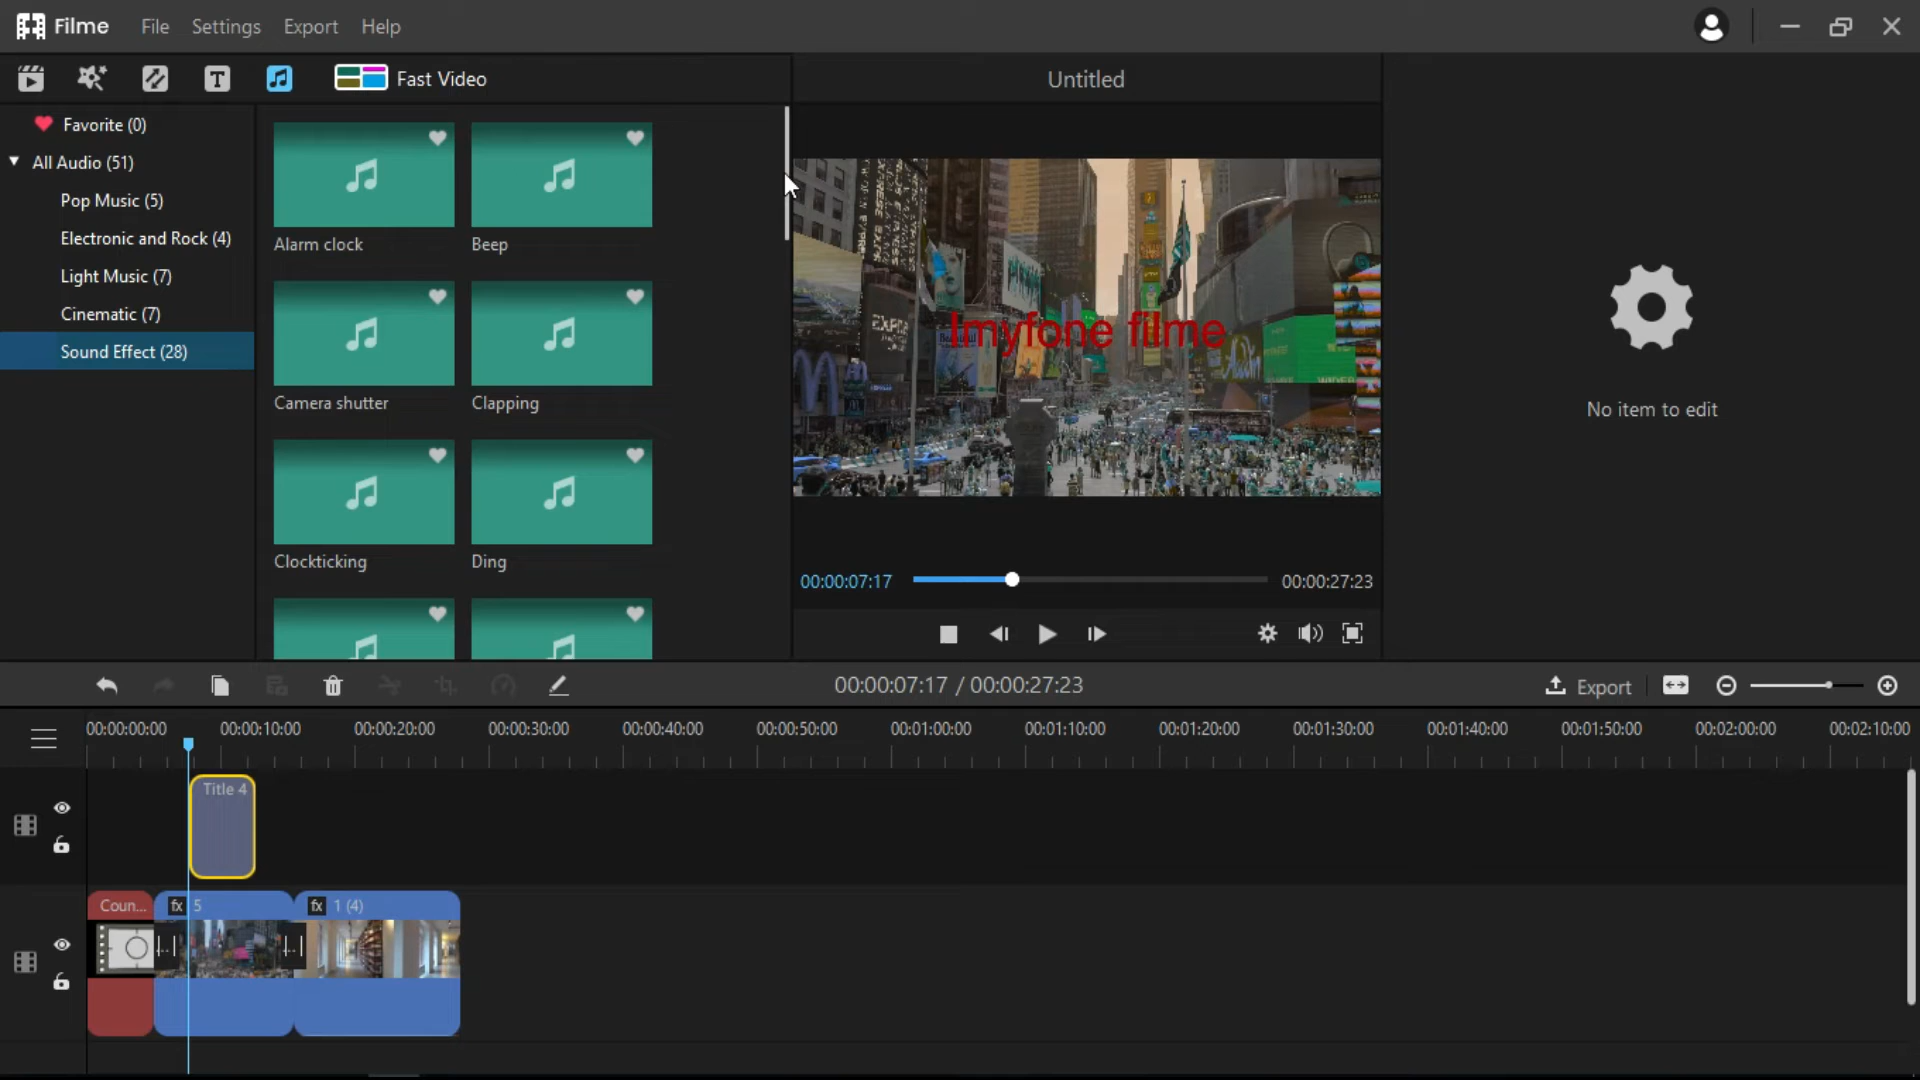 Filme File Settings Export Help
Fast Video
Untitled
Favorite (0)
All Audio (51)
Pop Music (5)
Electronic and Rock (4)
Light Music (7)
Cinematic (7)
Sound Effect (28)
Alarm clock
Beep
Camera shutter
Clapping
Clockticking
Ding
Imyfone filme
No item to edit
00:00:07:17
00:00:27:23
00:00:07:17 / 00:00:27:23
Export
00:00:00:00 00:00:10:00 00:00:20:00 00:00:30:00 00:00:40:00 00:00:50:00 00:01:00:00 00:01:10:00 00:01:20:00 00:01:30:00 00:01:40:00 00:01:50:00 00:02:00:00 00:02:10:00
Title 4
Coun... fx 5 fx 1 (4)